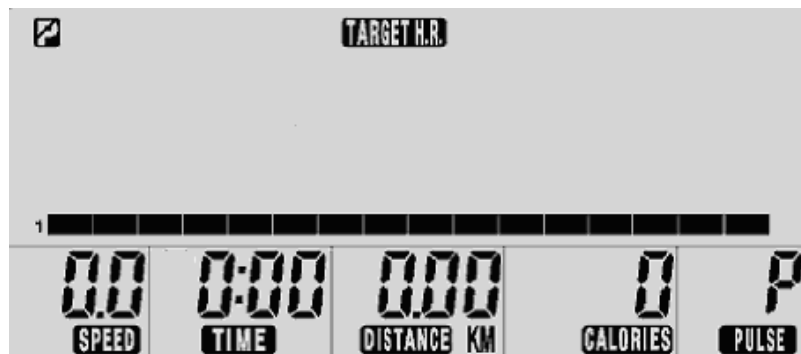 P TARGET H.R.
1
0.0 0:00 0.00 0 P
SPEED TIME DISTANCE KM CALORIES PULSE